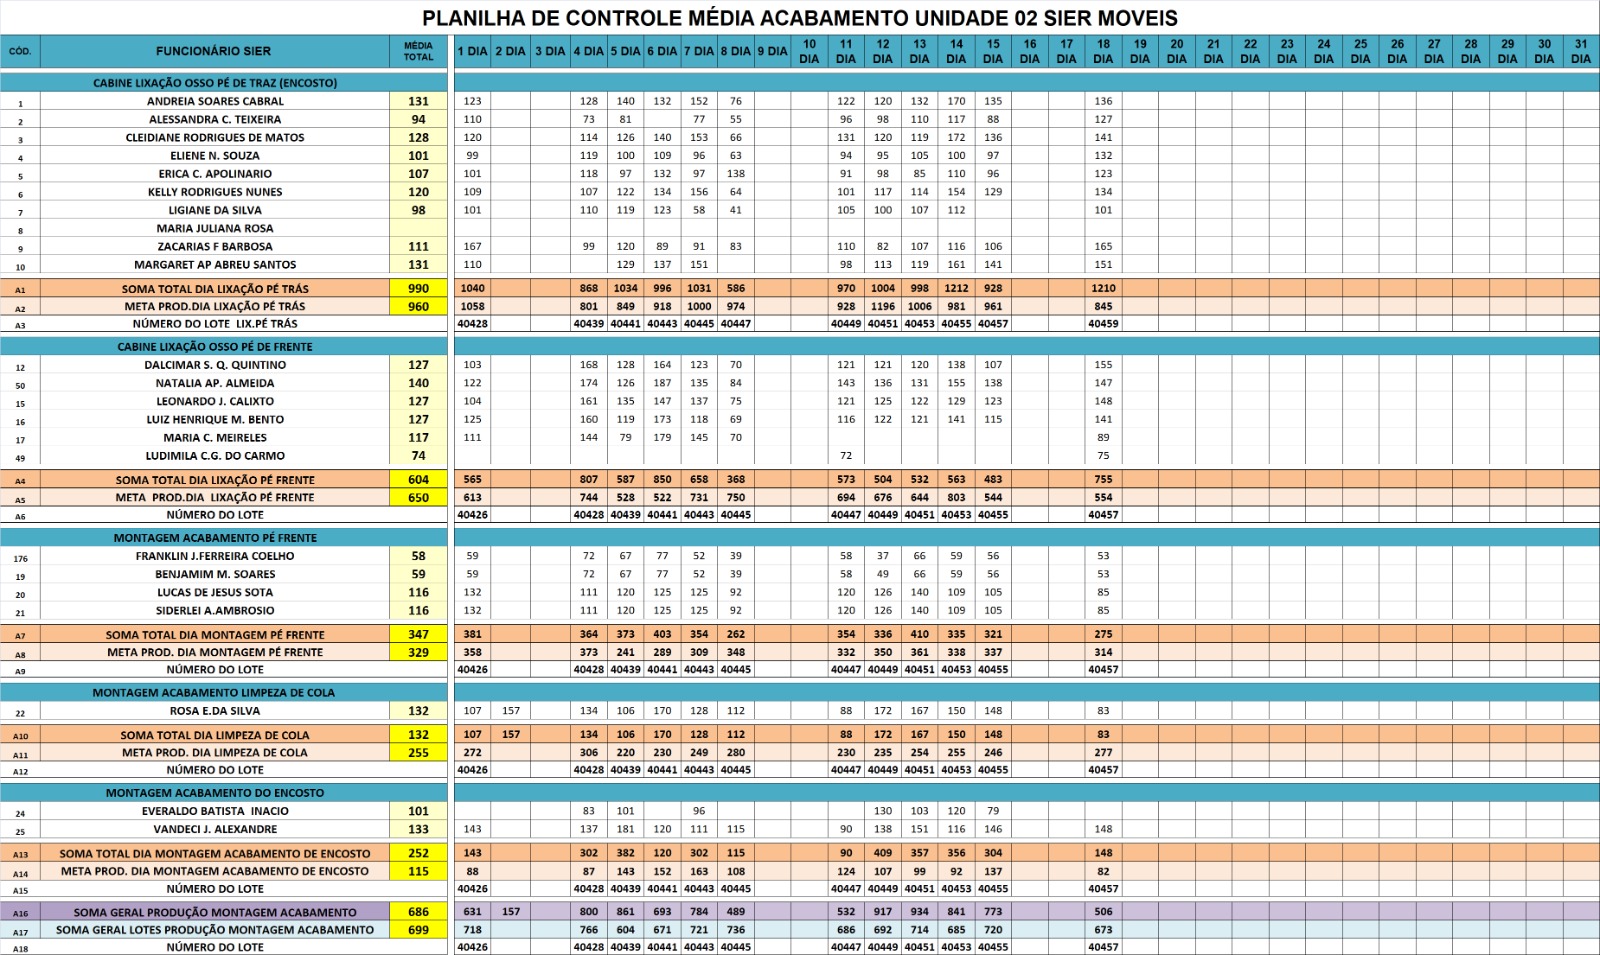 PLANILHA DE CONTROLE MÉDIA ACABAMENTO UNIDADE 02 SIER MOVEIS
CÓD. FUNCIONÁRIO SIER MÉDIA TOTAL 1 DIA 2 DIA 3 DIA 4 DIA 5 DIA 6 DIA 7 DIA 8 DIA 9 DIA 10 DIA 11 DIA 12 DIA 13 DIA 14 DIA 15 DIA 16 DIA 17 DIA 18 DIA 19 DIA 20 DIA 21 DIA 22 DIA 23 DIA 24 DIA 25 DIA 26 DIA 27 DIA 28 DIA 29 DIA 30 DIA 31 DIA
CABINE LIXAÇÃO OSSO PÉ DE TRAZ (ENCOSTO)
1 ANDREIA SOARES CABRAL 131 123 128 140 132 152 76 122 120 132 170 135 136
2 ALESSANDRA C. TEIXEIRA 94 110 73 81 77 55 96 98 110 117 88 127
3 CLEIDIANE RODRIGUES DE MATOS 128 120 114 126 140 153 66 131 120 119 172 136 141
4 ELIENE N. SOUZA 101 99 119 100 109 96 63 94 95 105 100 97 132
5 ERICA C. APOLINARIO 107 101 118 97 132 97 138 91 98 85 110 96 123
6 KELLY RODRIGUES NUNES 120 109 107 122 134 156 64 101 117 114 154 129 134
7 LIGIANE DA SILVA 98 101 110 119 123 58 41 105 100 107 112 101
8 MARIA JULIANA ROSA
9 ZACARIAS F BARBOSA 111 167 99 120 89 91 83 110 82 107 116 106 165
10 MARGARET AP ABREU SANTOS 131 110 129 137 151 98 113 119 161 141 151
A1 SOMA TOTAL DIA LIXAÇÃO PÉ TRÁS 990 1040 868 1034 996 1031 586 970 1004 998 1212 928 1210
A2 META PROD.DIA LIXAÇÃO PÉ TRÁS 960 1058 801 849 918 1000 974 928 1196 1006 981 961 845
A3 NÚMERO DO LOTE LIX.PÉ TRÁS 40428 40439 40441 40443 40445 40447 40449 40451 40453 40455 40457 40459
CABINE LIXAÇÃO OSSO PÉ DE FRENTE
12 DALCIMAR S. Q. QUINTINO 127 103 168 128 164 123 70 121 121 120 138 107 155
50 NATALIA AP. ALMEIDA 140 122 174 126 187 135 84 143 136 131 155 138 147
15 LEONARDO J. CALIXTO 127 104 161 135 147 137 75 121 125 122 129 123 148
16 LUIZ HENRIQUE M. BENTO 127 125 160 119 173 118 69 116 122 121 141 115 141
17 MARIA C. MEIRELES 117 111 144 79 179 145 70 89
49 LUDIMILA C.G. DO CARMO 74 72 75
A4 SOMA TOTAL DIA LIXAÇÃO PÉ FRENTE 604 565 807 587 850 658 368 573 504 532 563 483 755
A5 META PROD.DIA LIXAÇÃO PÉ FRENTE 650 613 744 528 522 731 750 694 676 644 803 544 554
A6 NÚMERO DO LOTE 40426 40428 40439 40441 40443 40445 40447 40449 40451 40453 40455 40457
MONTAGEM ACABAMENTO PÉ FRENTE
176 FRANKLIN J.FERREIRA COELHO 58 59 72 67 77 52 39 58 37 66 59 56 53
19 BENJAMIM M. SOARES 59 59 72 67 77 52 39 58 49 66 59 56 53
20 LUCAS DE JESUS SOTA 116 132 111 120 125 125 92 120 126 140 109 105 85
21 SIDERLEI A.AMBROSIO 116 132 111 120 125 125 92 120 126 140 109 105 85
A7 SOMA TOTAL DIA MONTAGEM PÉ FRENTE 347 381 364 373 403 354 262 354 336 410 335 321 275
A8 META PROD. DIA MONTAGEM PÉ FRENTE 329 358 373 241 289 309 348 332 350 361 338 337 314
A9 NÚMERO DO LOTE 40426 40428 40439 40441 40443 40445 40447 40449 40451 40453 40455 40457
MONTAGEM ACABAMENTO LIMPEZA DE COLA
22 ROSA E.DA SILVA 132 107 157 134 106 170 128 112 88 172 167 150 148 83
A10 SOMA TOTAL DIA LIMPEZA DE COLA 132 107 157 134 106 170 128 112 88 172 167 150 148 83
A11 META PROD. DIA LIMPEZA DE COLA 255 272 306 220 230 249 280 230 235 254 255 246 277
A12 NÚMERO DO LOTE 40426 40428 40439 40441 40443 40445 40447 40449 40451 40453 40455 40457
MONTAGEM ACABAMENTO DO ENCOSTO
24 EVERALDO BATISTA INACIO 101 83 101 96 130 103 120 79
25 VANDECI J. ALEXANDRE 133 143 137 181 120 111 115 90 138 151 116 146 148
A13 SOMA TOTAL DIA MONTAGEM ACABAMENTO DE ENCOSTO 252 143 302 382 120 302 115 90 409 357 356 304 148
A14 META PROD. DIA MONTAGEM ACABAMENTO DE ENCOSTO 115 88 87 143 152 163 108 124 107 99 92 137 82
A15 NÚMERO DO LOTE 40426 40428 40439 40441 40443 40445 40447 40449 40451 40453 40455 40457
A16 SOMA GERAL PRODUÇÃO MONTAGEM ACABAMENTO 686 631 157 800 861 693 784 489 532 917 934 841 773 506
A17 SOMA GERAL LOTES PRODUÇÃO MONTAGEM ACABAMENTO 699 718 766 604 671 721 736 686 692 714 685 720 673
A18 NÚMERO DO LOTE 40426 40428 40439 40441 40443 40445 40447 40449 40451 40453 40455 40457